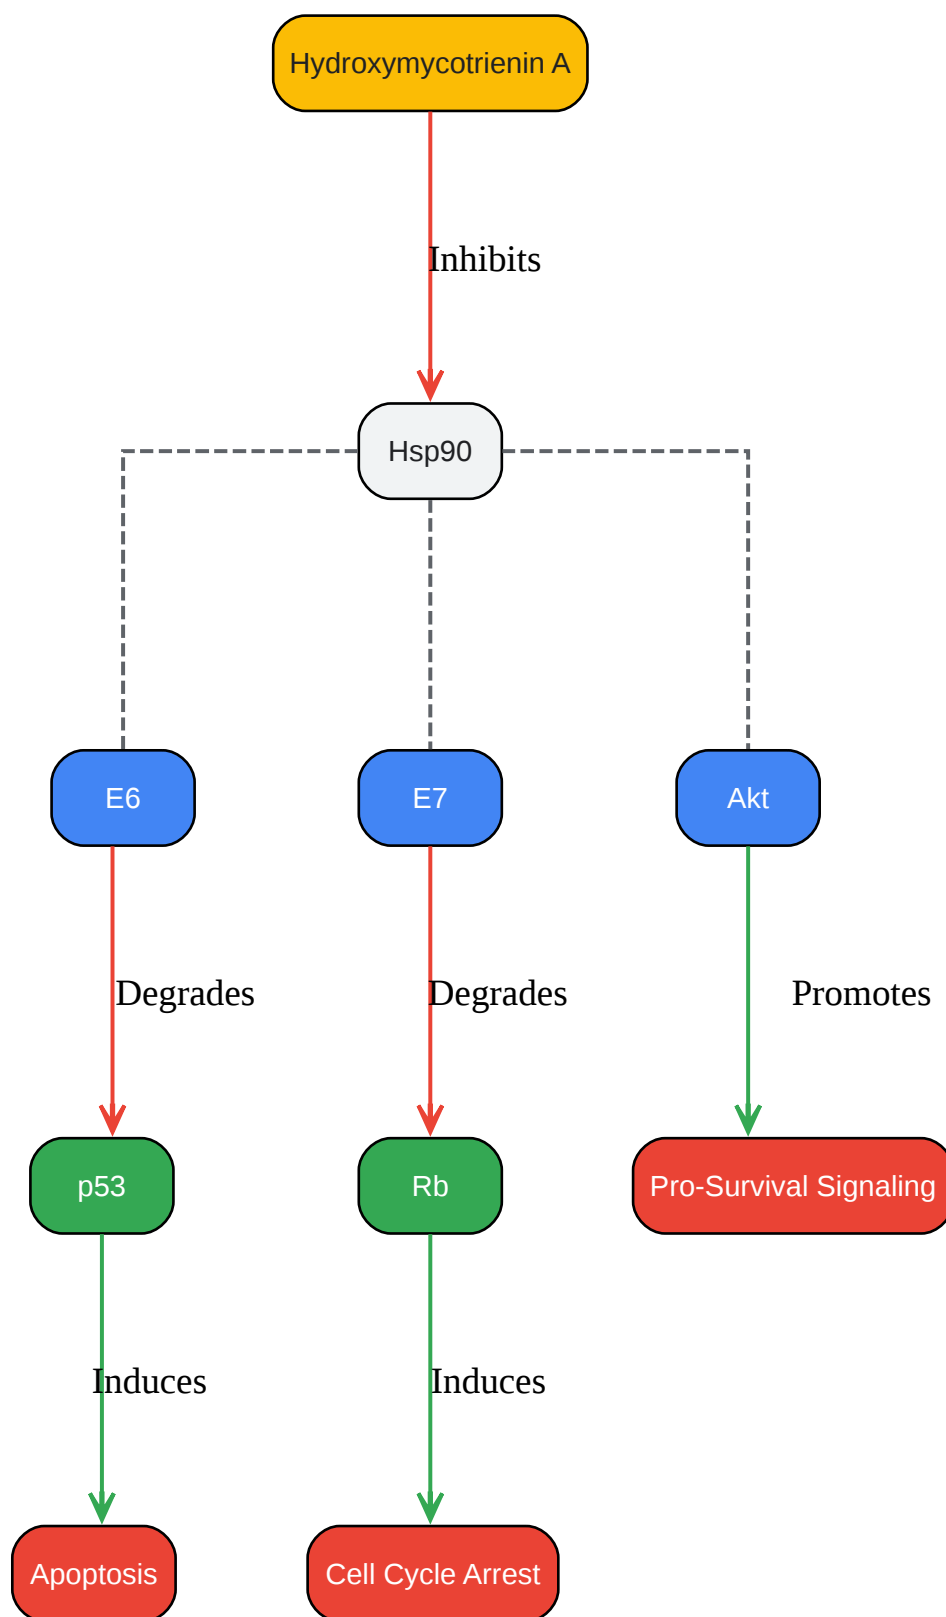 Hydroxymycotrienin A
Inhibits
Hsp90
E6
E7
Akt
Degrades
Degrades
Promotes
p53
Rb
Pro-Survival Signaling
Induces
Induces
Apoptosis
Cell Cycle Arrest